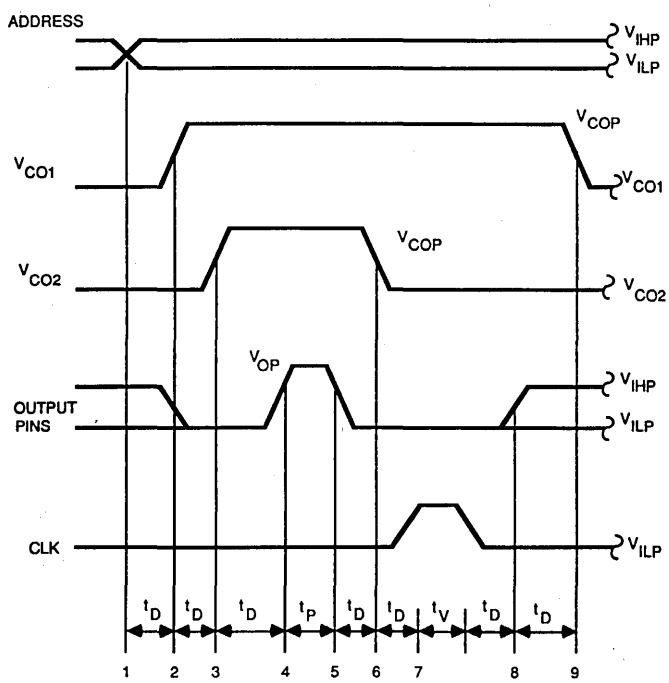 ADDRESS
VIHP
VILP
VCOP
VCO1
VCO1
VCOP
VCO2
VCO2
VOP
VIHP
OUTPUT
PINS
VILP
CLK
VILP
tD tD tD tP tD tD tV tD tD
1 2 3 4 5 6 7 8 9